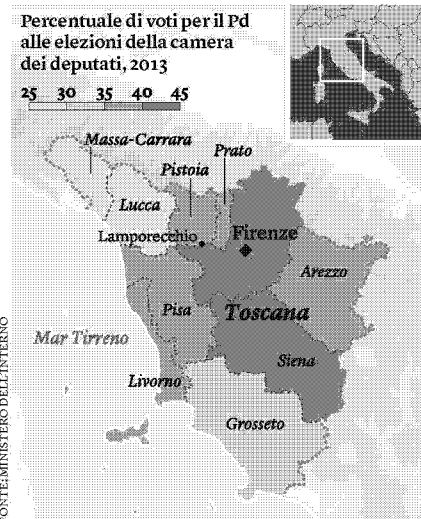 Percentuale di voti per il Pd
alle elezioni della camera
dei deputati, 2013
25 30 35 40 45
Massa-Carrara
Prato
Pistoia
Lucca
Lamporecchio
Firenze
Arezzo
Pisa
Toscana
Mar Tirreno
Siena
Livorno
Grosseto
FONTE: MINISTERO DELL'INTERNO